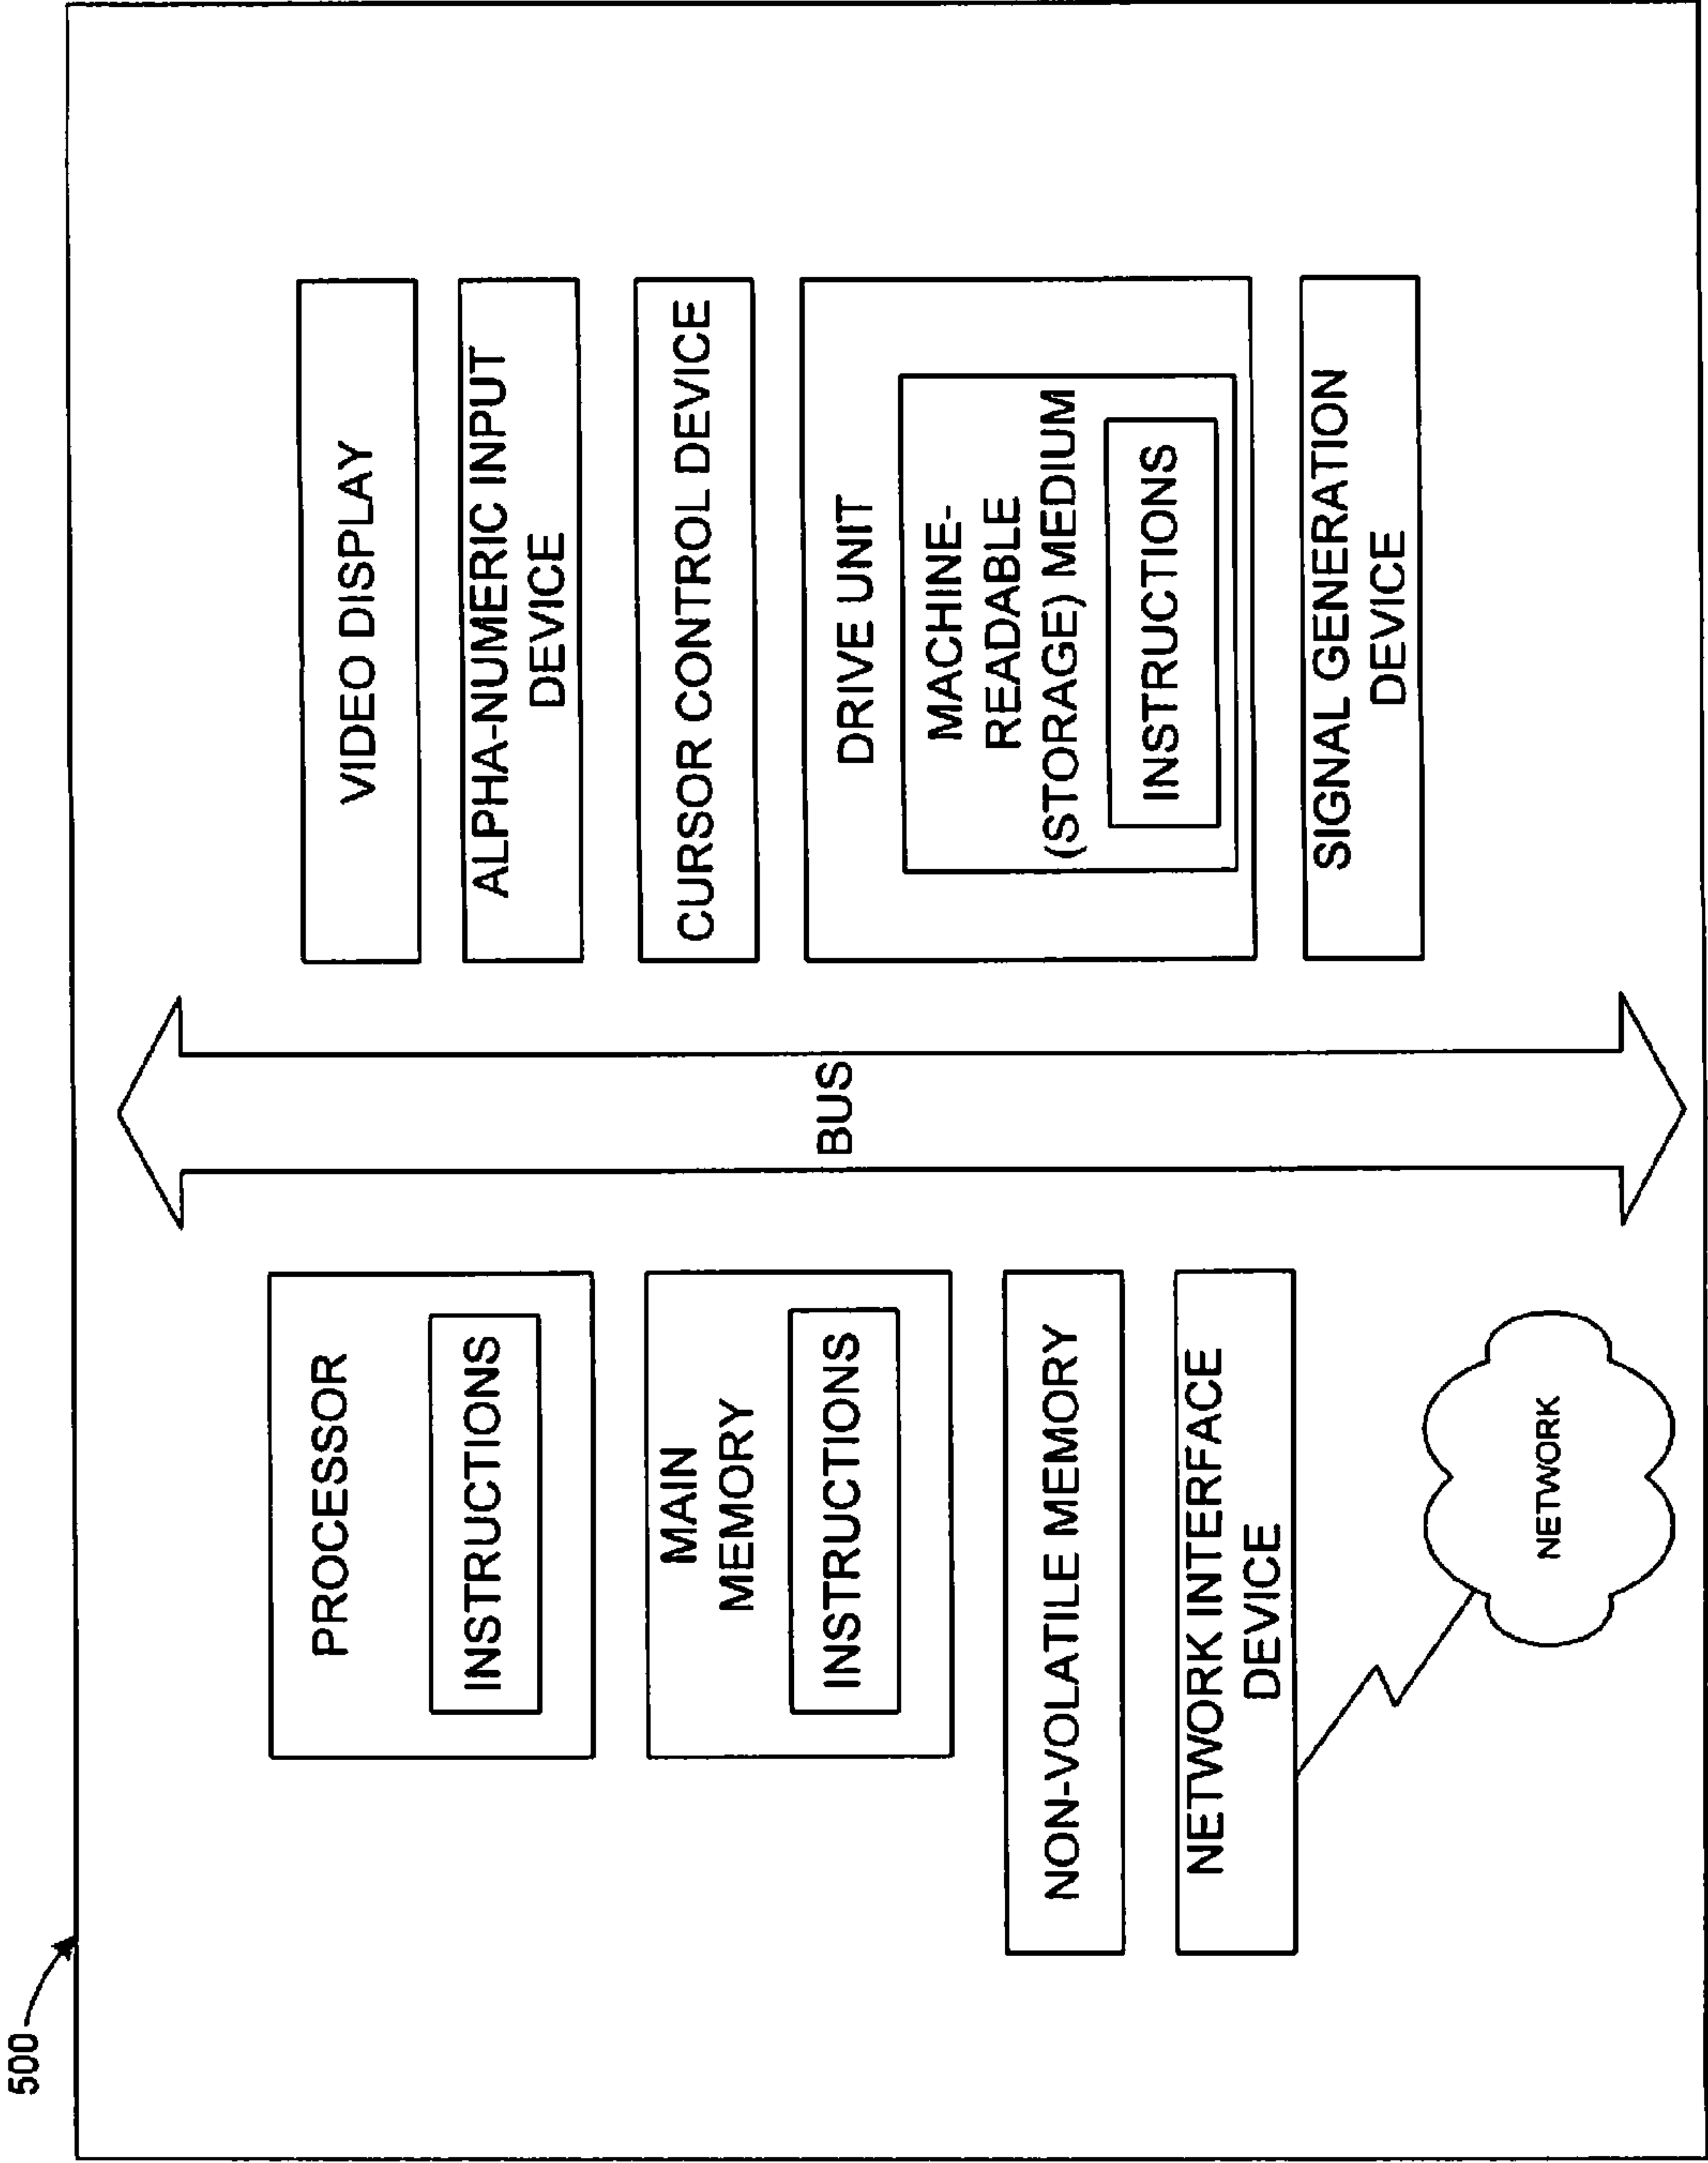 500
PROCESSOR
INSTRUCTIONS
MAIN
MEMORY
INSTRUCTIONS
NON-VOLATILE MEMORY
NETWORK INTERFACE
DEVICE
NETWORK
BUS
VIDEO DISPLAY
ALPHA-NUMERIC INPUT
DEVICE
CURSOR CONTROL DEVICE
DRIVE UNIT
MACHINE-
READABLE
(STORAGE) MEDIUM
INSTRUCTIONS
SIGNAL GENERATION
DEVICE